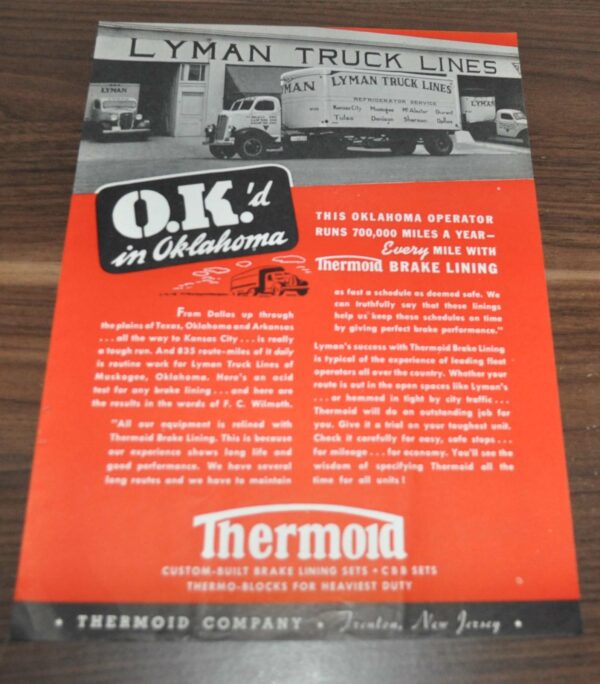 LYMAN TRUCK LINES
LYMAN
MAN
LYMAN TRUCK LINES
LYMAN
REFRIGERATOR SERVICE
Kansas City Muskogee McAlester Durant
Tulsa Denison Sherman Dallas
O.K.'d
in Oklahoma
THIS OKLAHOMA OPERATOR
RUNS 700,000 MILES A YEAR—
Every MILE WITH
Thermoid BRAKE LINING
From Dallas up through
the plains of Texas, Oklahoma and Arkansas
...all the way to Kansas City...is really
a tough run. And 835 route-miles of it daily
is routine work for Lyman Truck Lines of
Muskogee, Oklahoma. Here's an acid
test for any brake lining...and here are
the results in the words of F. C. Wilmoth.
"All our equipment is relined with
Thermoid Brake Lining. This is because
our experience shows long life and
good performance. We have several
long routes and we have to maintain
as fast a schedule as deemed safe. We
can truthfully say that these linings
help us keep these schedules on time
by giving perfect brake performance."
Lyman's success with Thermoid Brake Lining
is typical of the experience of leading fleet
operators all over the country. Whether your
route is out in the open spaces like Lyman's
...or hemmed in tight by city traffic...
Thermoid will do an outstanding job for
you. Give it a trial on your toughest unit.
Check it carefully for easy, safe stops...
for mileage...for economy. You'll see the
wisdom of specifying Thermoid all the
time for all units!
Thermoid
CUSTOM-BUILT BRAKE LINING SETS • CBB SETS
THERMO-BLOCKS FOR HEAVIEST DUTY
• THERMOID COMPANY • Trenton, New Jersey •